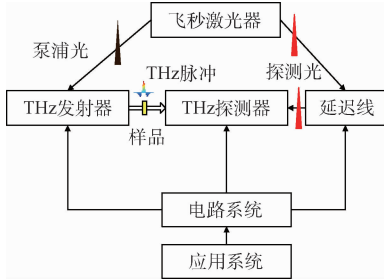 飞秒激光器
泵浦光
THz脉冲
探测光
THz发射器
THz探测器
延迟线
样品
电路系统
应用系统